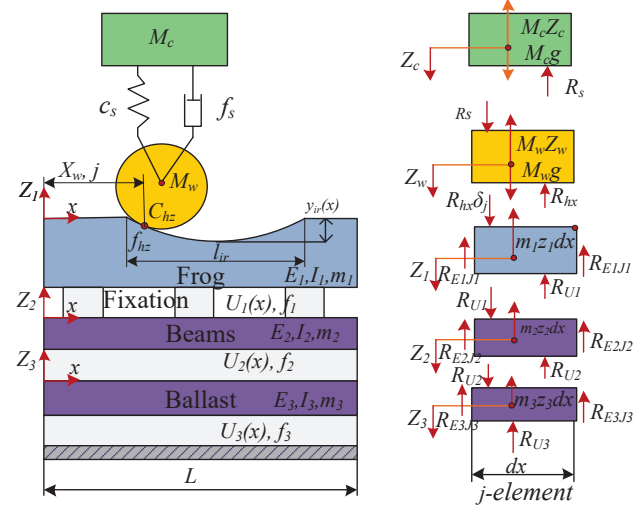 M_c
c_s
f_s
X_w, j
M_w
Z_1
x
C_hz
y_ir(x)
f_hz
l_ir
Frog
E_1, I_1, m_1
Z_2
Fixation
U_1(x), f_1
x
Beams
E_2, I_2, m_2
Z_3
U_2(x), f_2
x
Ballast
E_3, I_3, m_3
U_3(x), f_3
L
M_cZ_c
Z_c
M_cg
R_s
R_s
M_wZ_w
Z_w
M_wg
R_hxδ_j
R_hx
m_1z_1dx
Z_1
R_E1J1
R_E1J1
R_U1
R_U1
m_2z_2dx
R_E2J2
Z_2
R_E2J2
R_U2
R_U2
m_3z_3dx
Z_3
R_E3J3
R_E3J3
R_U3
dx
j-element